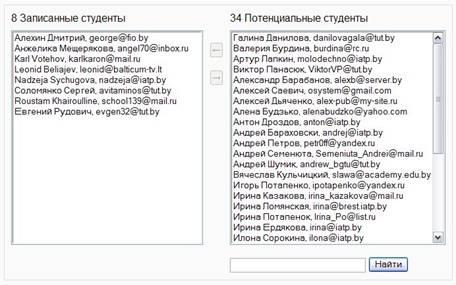 8 Записанные студенты
Алехин Дмитрий, george@fio.by
Анжелика Мещерякова, angel70@inbox.ru
Karl Votehov, karlkaron@mail.ru
Leonid Beliajev, leonid@balticum-tv.lt
Nadzeja Sychugova, nadzeja@iatp.by
Соломянко Сергей, avitaminos@tut.by
Roustam Khairoulline, school139@mail.ru
Евгений Рудович, evgen32@tut.by
←
→
34 Потенциальные студенты
Галина Данилова, danilovagala@tut.by
Валерия Бурдина, burdina@rc.ru
Артур Папкин, molodechno@iatp.by
Виктор Панасюк, ViktorVP@tut.by
Александр Барабанов, alexb@server.by
Алексей Саевич, osystem@gmail.com
Алексей Дьяченко, alex-pub@my-site.ru
Алена Будзько, alenabudzko@yahoo.com
Антон Дроздов, anton@iatp.by
Андрей Бараховски, andrej@iatp.by
Андрей Петров, petr0ff@yandex.ru
Андрей Семенюта, Semeniuta_Andrei@mail.ru
Андрей Шумик, andrew_bgtu@tut.by
Вячеслав Кульчицкий, slawa@academy.edu.by
Игорь Потапенко, ipotapenko@yandex.ru
Ирина Казакова, irina_kazakova@mail.ru
Ирина Ломянская, irina@brest.iatp.by
Ирина Потапенок, Irina_Po@list.ru
Ирина Ердякова, irina@iatp.by
Илона Сорокина, ilona@iatp.by
Найти